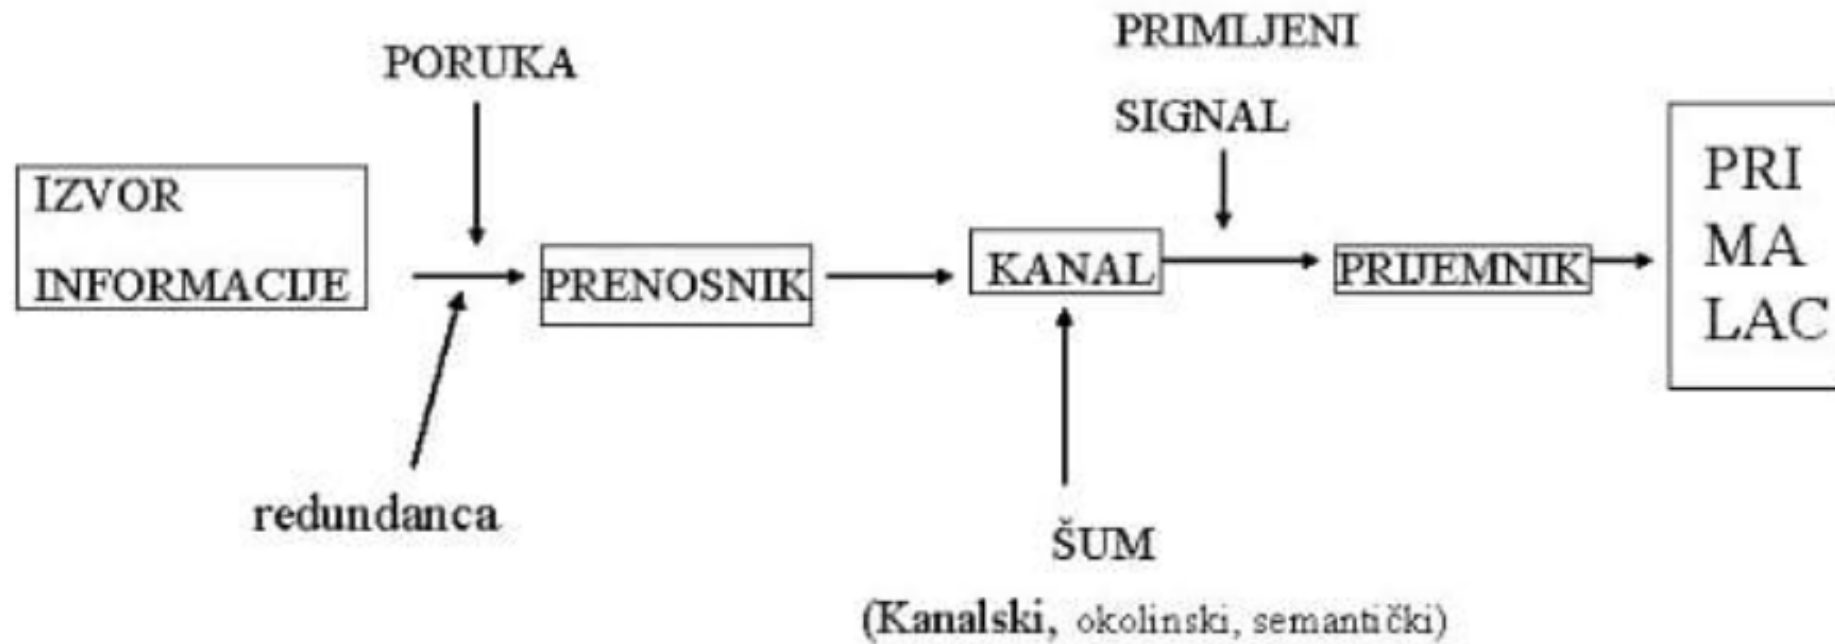 PORUKA
PRIMLJENI
SIGNAL
IZVOR
INFORMACIJE
PRENOSNIK
KANAL
PRIJEMNIK
PRI
MA
LAC
redundanca
ŠUM
(Kanalski, okolinski, semantički)